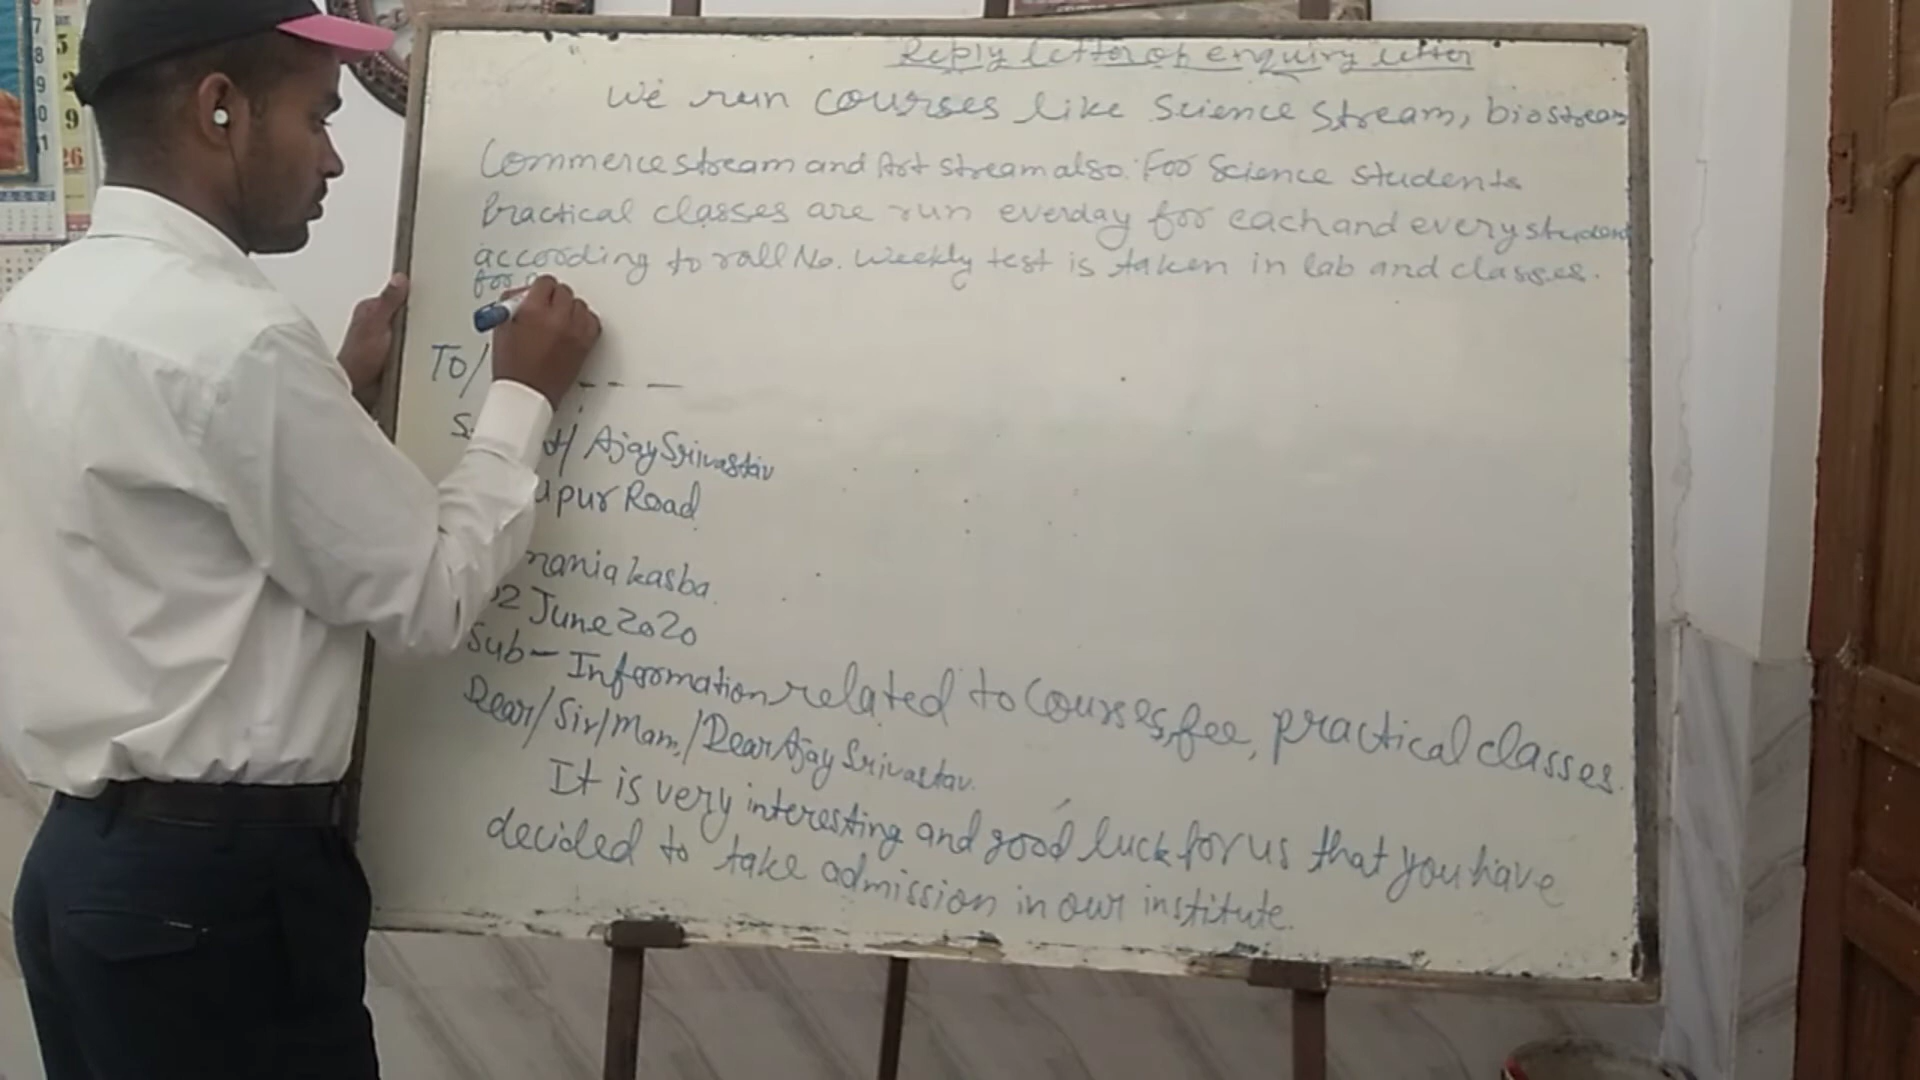 Reply letter of enquiry letter
We run courses like Science Stream, biostream
Commerce stream and Art stream also. For Science students
Practical classes are run everday for each and every student
according to roll No. Weekly test is taken in lab and classes.
for
To/
Ajay Srivastav
pur Road
nania kasba
02 June 2020
Sub- Information related to Courses, fee, practical classes.
Dear/Sir/Mam,/Dear Ajay Srivastav.
It is very interesting and good luck for us that you have
decided to take admission in our institute.